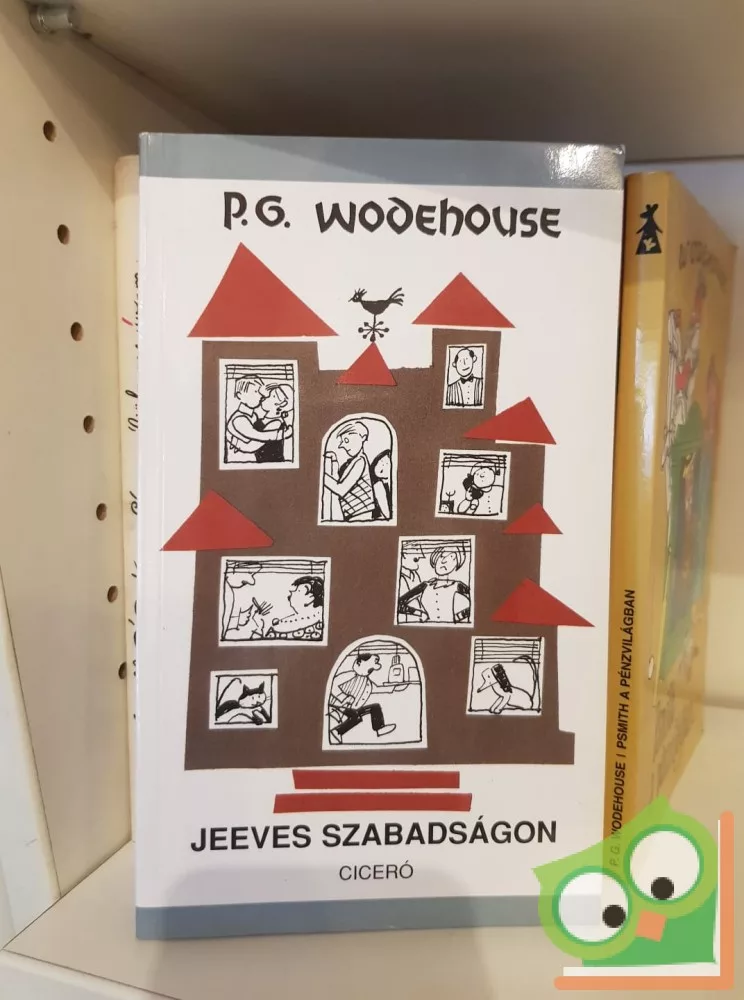 P.G. WODEHOUSE
JEEVES SZABADSÁGON
CICERÓ
P. G. WODEHOUSE | PSMITH A PÉNZVILÁGBAN